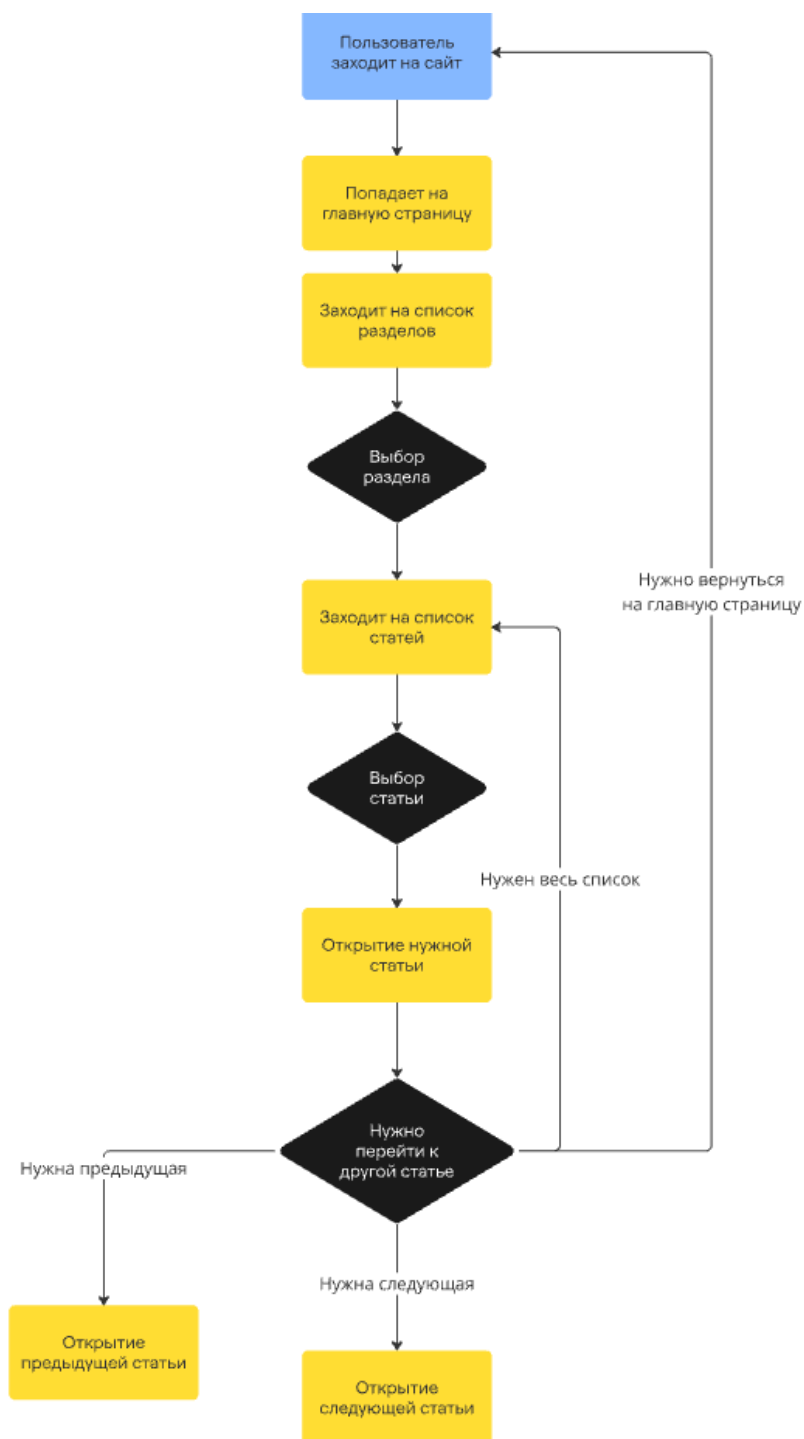 Пользователь
заходит на сайт
Попадает на
главную страницу
Заходит на список
разделов
Выбор
раздела
Нужно вернуться
на главную страницу
Заходит на список
статей
Выбор
статьи
Нужен весь список
Открытие нужной
статьи
Нужно
перейти к
другой статье
Нужна предыдущая
Нужна следующая
Открытие
предыдущей статьи
Открытие
следующей статьи